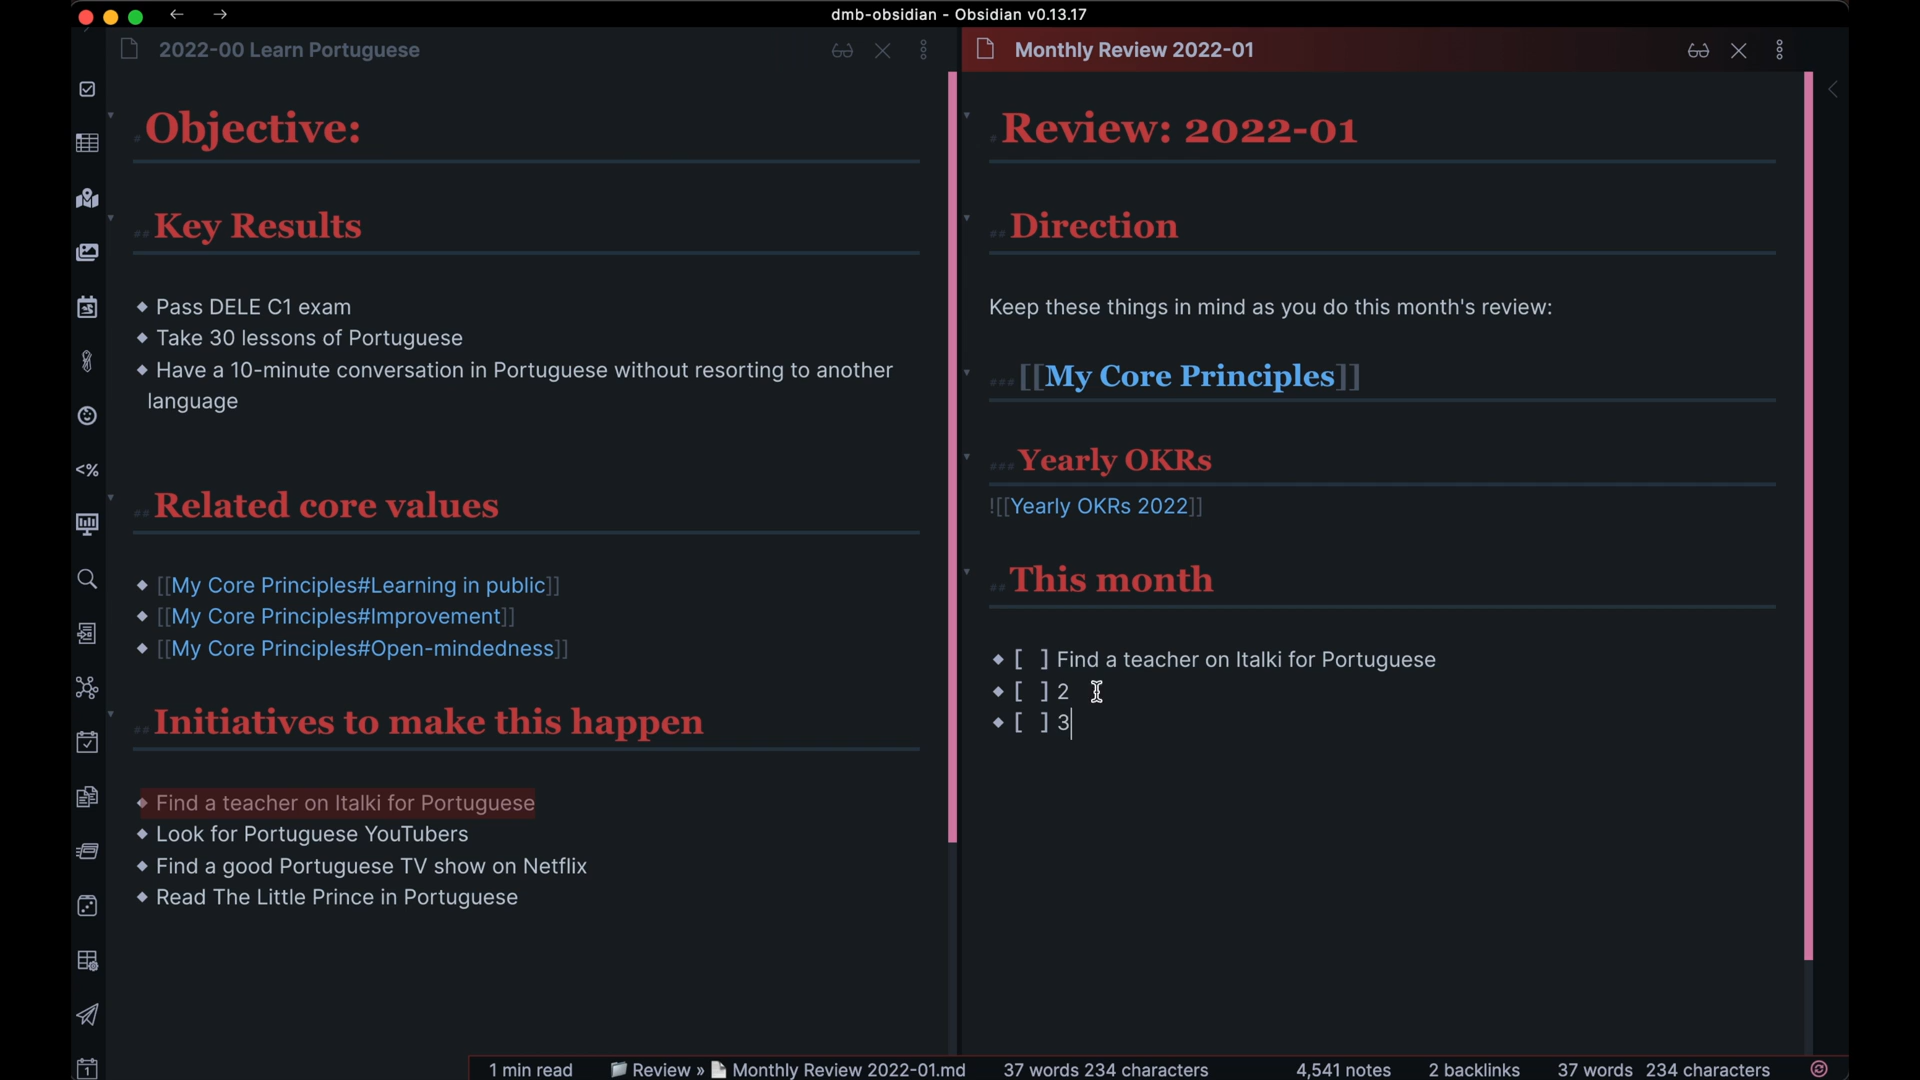 dmb-obsidian - Obsidian v0.13.17
2022-00 Learn Portuguese
# Objective:
## Key Results
◆ Pass DELE C1 exam
◆ Take 30 lessons of Portuguese
◆ Have a 10-minute conversation in Portuguese without resorting to another
language
## Related core values
◆ [[My Core Principles#Learning in public]]
◆ [[My Core Principles#Improvement]]
◆ [[My Core Principles#Open-mindedness]]
## Initiatives to make this happen
◆ Find a teacher on Italki for Portuguese
◆ Look for Portuguese YouTubers
◆ Find a good Portuguese TV show on Netflix
◆ Read The Little Prince in Portuguese
Monthly Review 2022-01
# Review: 2022-01
## Direction
Keep these things in mind as you do this month's review:
### [[My Core Principles]]
### Yearly OKRs
![[Yearly OKRs 2022]]
## This month
◆ [ ] Find a teacher on Italki for Portuguese
◆ [ ] 2
◆ [ ] 3
<%
1
1 min read Review » Monthly Review 2022-01.md 37 words 234 characters 4,541 notes 2 backlinks 37 words 234 characters